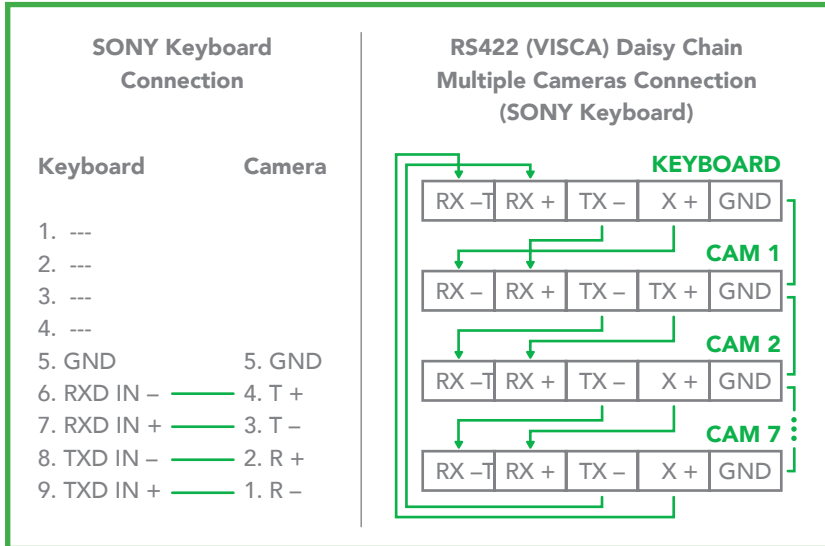 SONY Keyboard
Connection
Keyboard Camera
1. ---
2. ---
3. ---
4. ---
5. GND 5. GND
6. RXD IN – 4. T +
7. RXD IN + 3. T –
8. TXD IN – 2. R +
9. TXD IN + 1. R –
RS422 (VISCA) Daisy Chain
Multiple Cameras Connection
(SONY Keyboard)
KEYBOARD
RX –T RX + TX – X + GND
CAM 1
RX – RX + TX – TX + GND
CAM 2
RX –T RX + TX – X + GND
CAM 7
RX –T RX + TX – X + GND